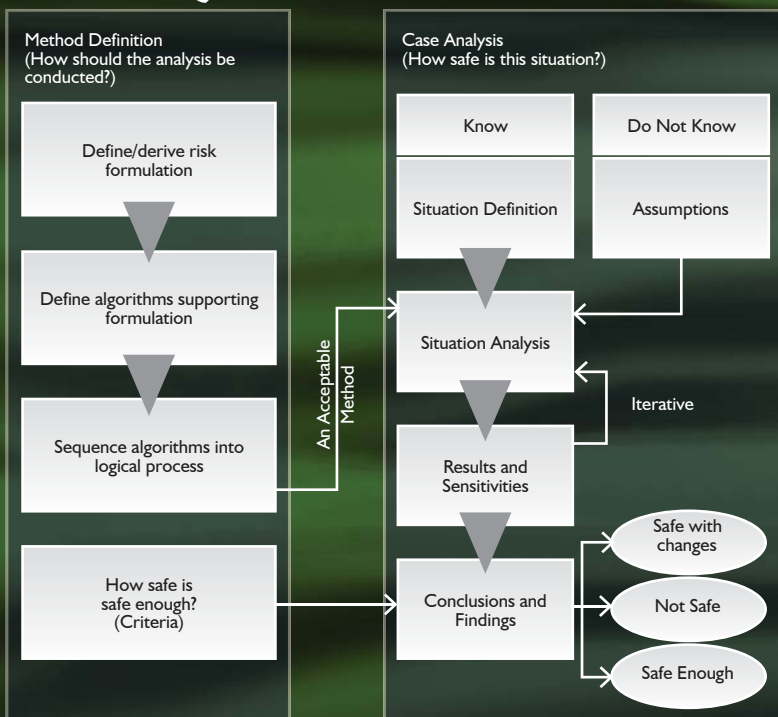 Method Definition
(How should the analysis be
conducted?)
Define/derive risk
formulation
Define algorithms supporting
formulation
Sequence algorithms into
logical process
How safe is
safe enough?
(Criteria)
An Acceptable
Method
Case Analysis
(How safe is this situation?)
Know
Do Not Know
Situation Definition
Assumptions
Situation Analysis
Iterative
Results and
Sensitivities
Conclusions and
Findings
Safe with
changes
Not Safe
Safe Enough